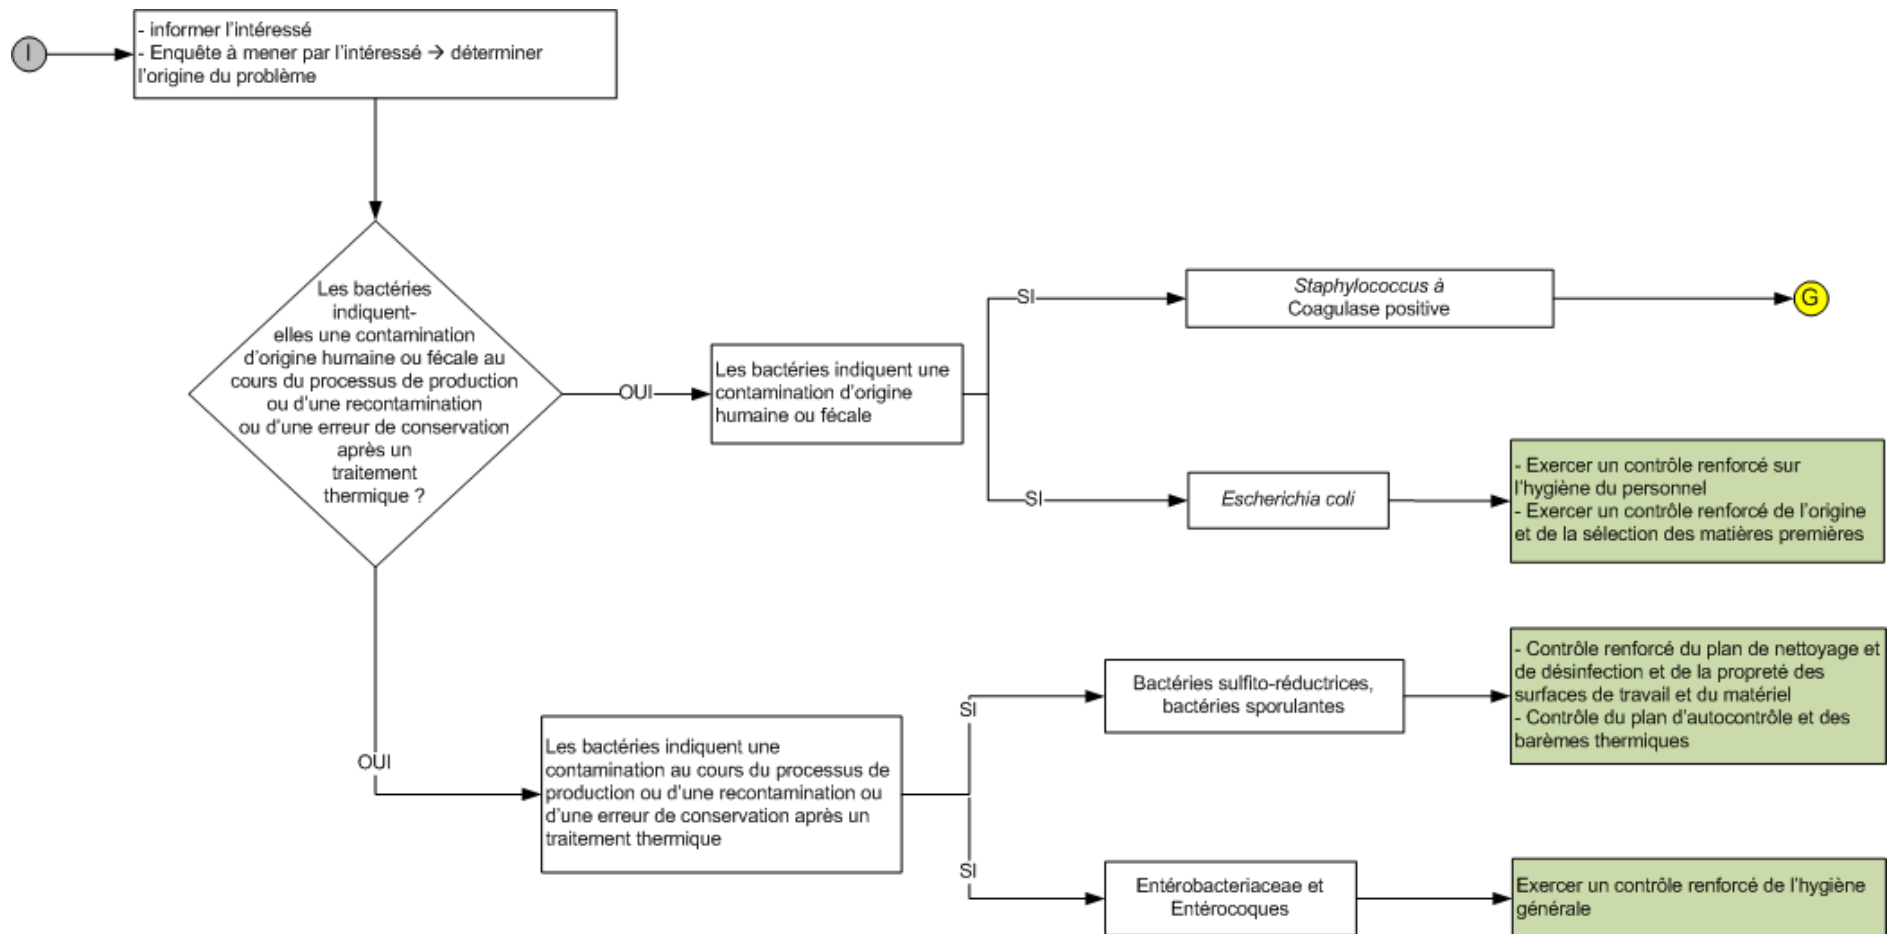 I
- informer l'intéressé
- Enquête à mener par l'intéressé → déterminer
l'origine du problème
Les bactéries
indiquent-
elles une contamination
d'origine humaine ou fécale au
cours du processus de production
ou d'une recontamination
ou d'une erreur de conservation
après un
traitement
thermique ?
OUI
Les bactéries indiquent une
contamination d'origine
humaine ou fécale
SI
Staphylococcus à
Coagulase positive
G
SI
Escherichia coli
- Exercer un contrôle renforcé sur
l'hygiène du personnel
- Exercer un contrôle renforcé de l'origine
et de la sélection des matières premières
OUI
Les bactéries indiquent une
contamination au cours du processus de
production ou d'une recontamination ou
d'une erreur de conservation après un
traitement thermique
SI
Bactéries sulfito-réductrices,
bactéries sporulantes
- Contrôle renforcé du plan de nettoyage et
de désinfection et de la propreté des
surfaces de travail et du matériel
- Contrôle du plan d'autocontrôle et des
barèmes thermiques
SI
Entérobacteriaceae et
Entérocoques
Exercer un contrôle renforcé de l'hygiène
générale